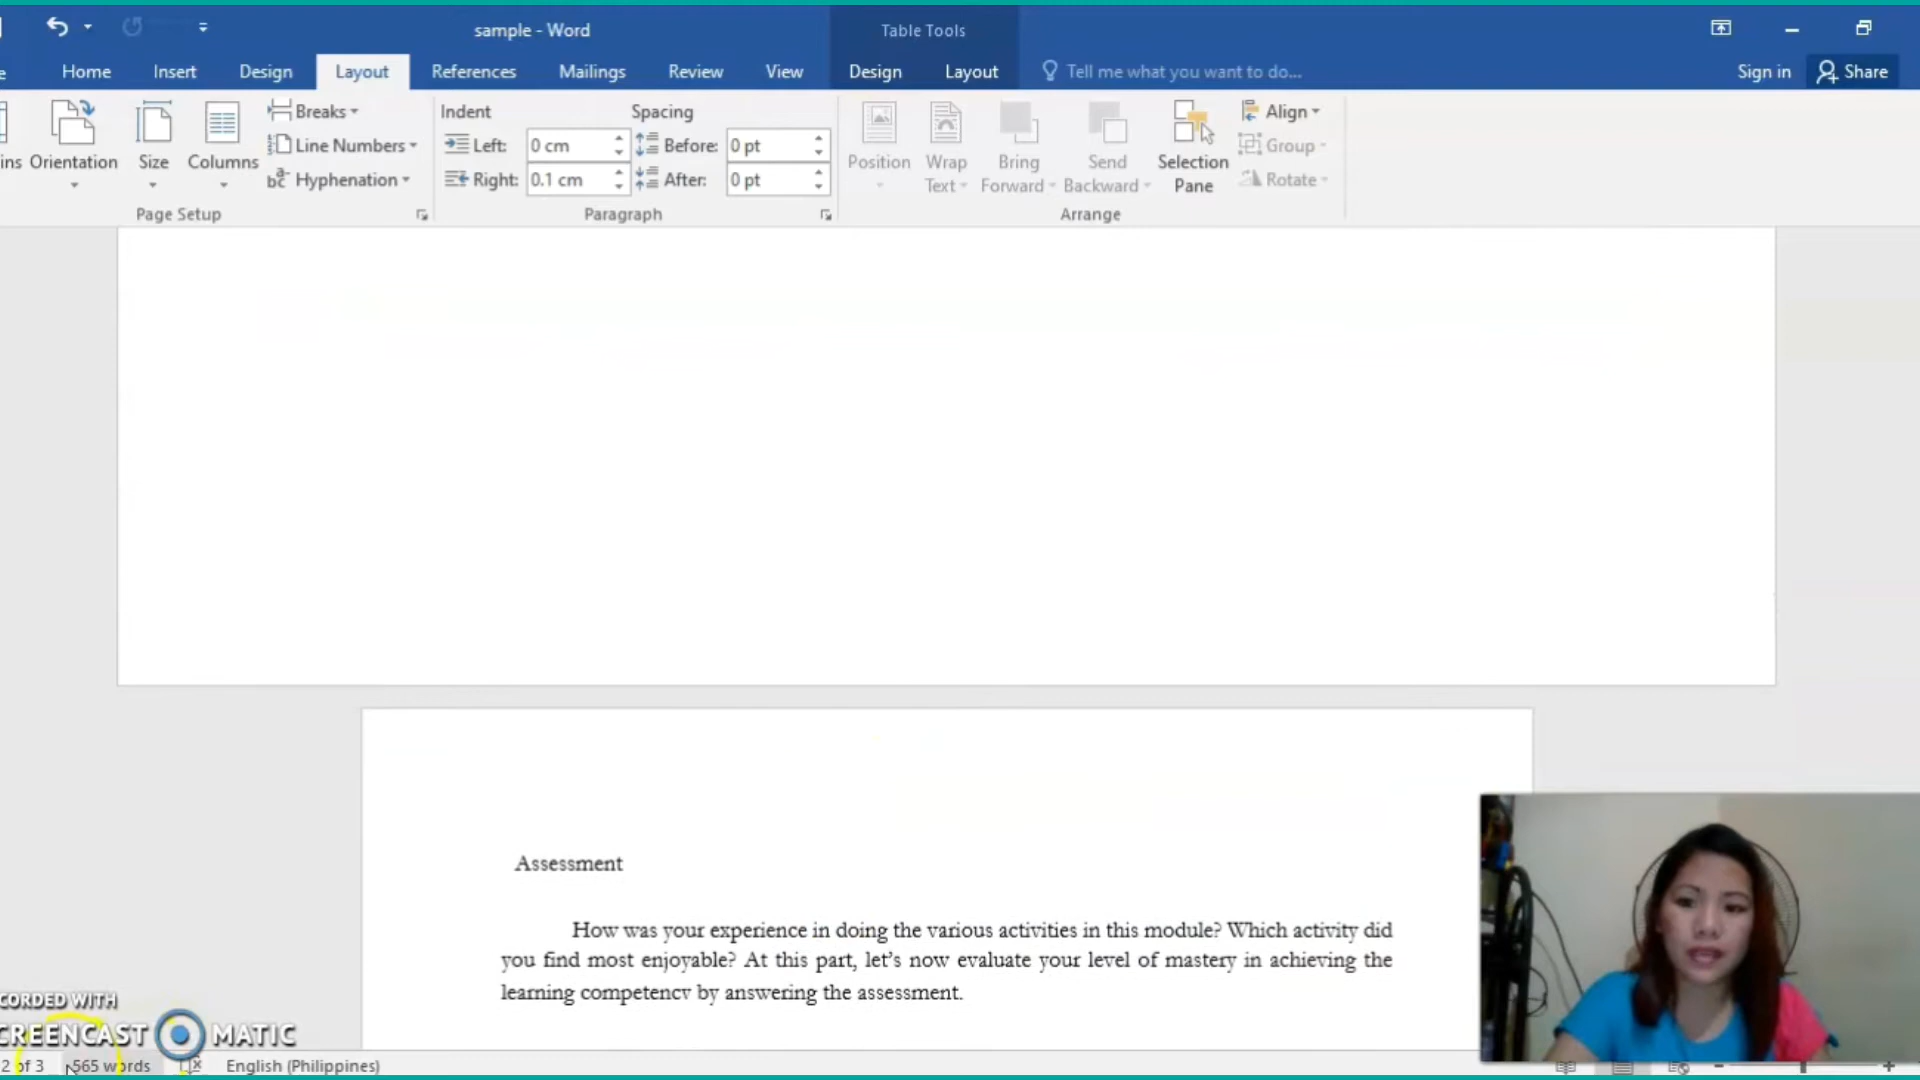 sample - Word
Table Tools
Home Insert Design Layout References Mailings Review View Design Layout Tell me what you want to do... Sign in Share
Breaks Indent Spacing Align
Line Numbers Left: 0 cm Before: 0 pt Group
Orientation Size Columns Position Wrap Bring Send Selection
Hyphenation Right: 0.1 cm After: 0 pt Text Forward Backward Pane Rotate
Page Setup Paragraph Arrange
Assessment
How was your experience in doing the various activities in this module? Which activity did
you find most enjoyable? At this part, let's now evaluate your level of mastery in achieving the
learning competency by answering the assessment.
CORDED WITH
CREENCAST MATIC
2 of 3 565 words English (Philippines)